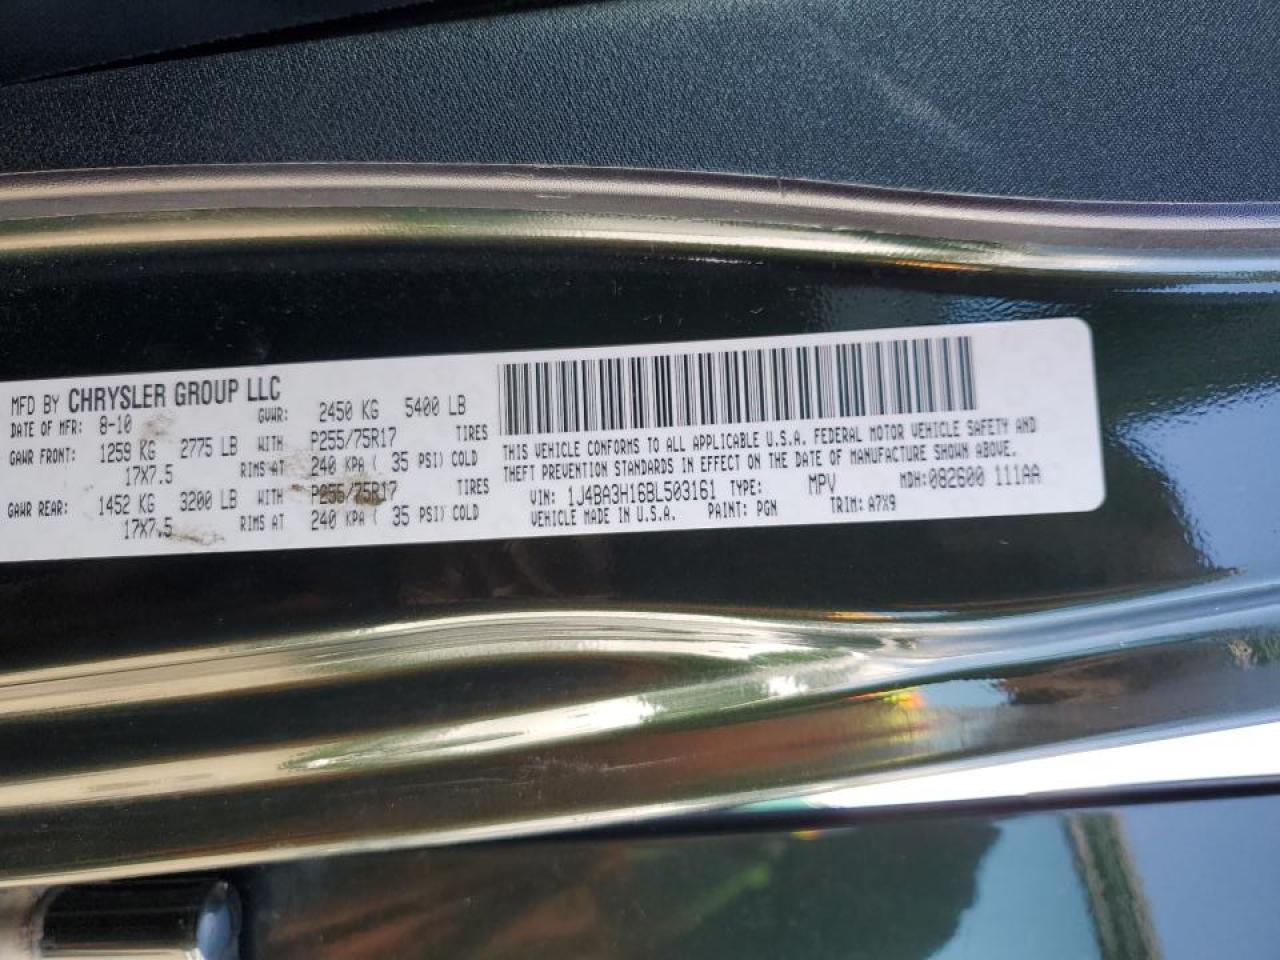 MFD BY CHRYSLER GROUP LLC
DATE OF MFR: 8-10 GVWR: 2450 KG 5400 LB
GAWR FRONT: 1259 KG 2775 LB WITH P255/75R17 TIRES
17X7.5 RIMS AT 240 KPA ( 35 PSI) COLD
GAWR REAR: 1452 KG 3200 LB WITH P255/75R17 TIRES
17X7.5 RIMS AT 240 KPA ( 35 PSI) COLD
THIS VEHICLE CONFORMS TO ALL APPLICABLE U.S.A. FEDERAL MOTOR VEHICLE SAFETY AND
THEFT PREVENTION STANDARDS IN EFFECT ON THE DATE OF MANUFACTURE SHOWN ABOVE.
VIN: 1J4BA3H16BL503161 TYPE: MPV MDH:082600 111AA
VEHICLE MADE IN U.S.A. PAINT: PGN TRIM: A7X9